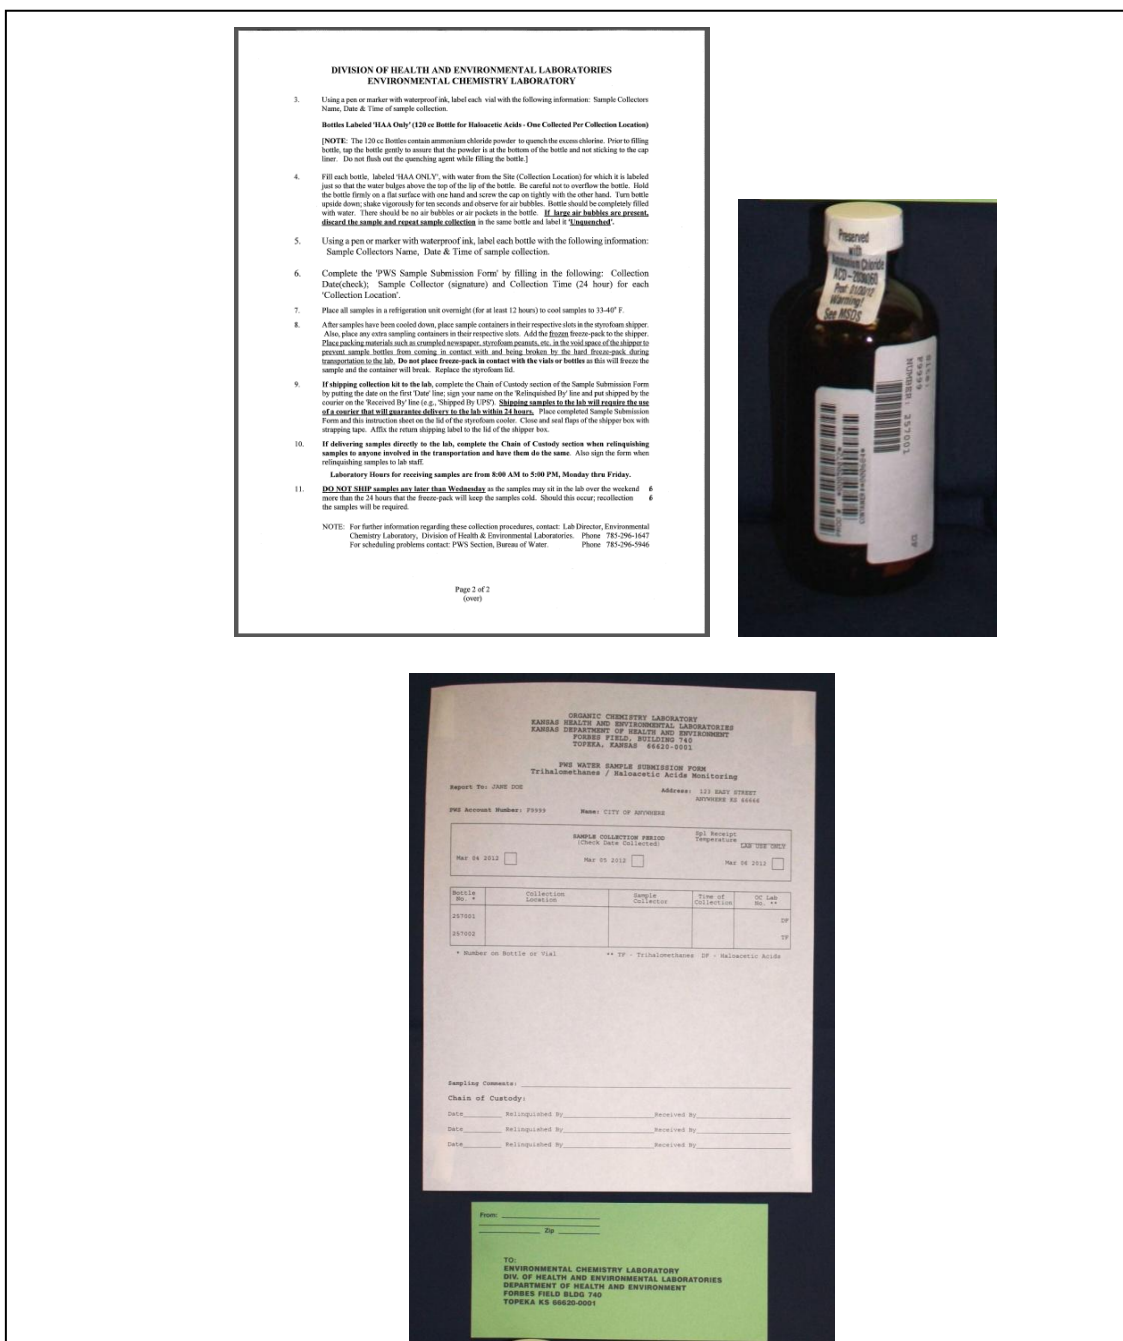 DIVISION OF HEALTH AND ENVIRONMENTAL LABORATORIES
ENVIRONMENTAL CHEMISTRY LABORATORY
3. Using a pen or marker with waterproof ink, label each vial with the following information: Sample Collectors
Name, Date & Time of sample collection.
Bottles Labeled 'HAA Only' (120 cc Bottle for Haloacetic Acids - One Collected Per Collection Location)
[NOTE: The 120 cc Bottles contain ammonium chloride powder to quench the excess chlorine. Prior to filling
bottle, tap the bottle gently to assure that the powder is at the bottom of the bottle and not sticking to the cap
liner. Do not flush out the quenching agent while filling the bottle.]
4. Fill each bottle, labeled 'HAA ONLY', with water from the Site (Collection Location) for which it is labeled
just so that the water bulges above the top of the lip of the bottle. Be careful not to overflow the bottle. Hold
the bottle firmly on a flat surface with one hand and screw the cap on tightly with the other hand. Turn bottle
upside down; shake vigorously for ten seconds and observe for air bubbles. Bottle should be completely filled
with water. There should be no air bubbles or air pockets in the bottle. If large air bubbles are present,
discard the sample and repeat sample collection in the same bottle and label it 'Unquenched'.
5. Using a pen or marker with waterproof ink, label each bottle with the following information:
Sample Collectors Name, Date & Time of sample collection.
6. Complete the 'PWS Sample Submission Form' by filling in the following: Collection
Date(check); Sample Collector (signature) and Collection Time (24 hour) for each
'Collection Location'.
7. Place all samples in a refrigeration unit overnight (for at least 12 hours) to cool samples to 33-40° F.
8. After samples have been cooled down, place sample containers in their respective slots in the styrofoam shipper.
Also, place any extra sampling containers in their respective slots. Add the frozen freeze-pack to the shipper.
Place packing materials such as crumpled newspaper, styrofoam peanuts, etc. in the void space of the shipper to
prevent sample bottles from coming in contact with and being broken by the hard freeze-pack during
transportation to the lab. Do not place freeze-pack in contact with the vials or bottles as this will freeze the
sample and the container will break. Replace the styrofoam lid.
9. If shipping collection kit to the lab, complete the Chain of Custody section of the Sample Submission Form
by putting the date on the first 'Date' line; sign your name on the 'Relinquished By' line and put shipped by the
courier on the 'Received By' line (e.g., 'Shipped By UPS'). Shipping samples to the lab will require the use
of a courier that will guarantee delivery to the lab within 24 hours. Place completed Sample Submission
Form and this instruction sheet on the lid of the styrofoam cooler. Close and seal flaps of the shipper box with
strapping tape. Affix the return shipping label to the lid of the shipper box.
10. If delivering samples directly to the lab, complete the Chain of Custody section when relinquishing
samples to anyone involved in the transportation and have them do the same. Also sign the form when
relinquishing samples to lab staff.
Laboratory Hours for receiving samples are from 8:00 AM to 5:00 PM, Monday thru Friday.
11. DO NOT SHIP samples any later than Wednesday as the samples may sit in the lab over the weekend 6
more than the 24 hours that the freeze-pack will keep the samples cold. Should this occur; recollection 6
the samples will be required.
NOTE: For further information regarding these collection procedures, contact: Lab Director, Environmental
Chemistry Laboratory, Division of Health & Environmental Laboratories. Phone 785-296-1647
For scheduling problems contact: PWS Section, Bureau of Water. Phone 785-296-5946
Page 2 of 2
(over)
Preserved
with
Ammonium Chloride
Warning!
See MSDS
F9999
NUMBER: 257001
DF
ORGANIC CHEMISTRY LABORATORY
KANSAS HEALTH AND ENVIRONMENTAL LABORATORIES
KANSAS DEPARTMENT OF HEALTH AND ENVIRONMENT
FORBES FIELD, BUILDING 740
TOPEKA, KANSAS 66620-0001
PWS WATER SAMPLE SUBMISSION FORM
Trihalomethanes / Haloacetic Acids Monitoring
Report To: JANE DOE Address: 123 EASY STREET
ANYWHERE KS 66666
PWS Account Number: F9999 Name: CITY OF ANYWHERE
SAMPLE COLLECTION PERIOD
(Check Date Collected)
Spl Receipt
Temperature
LAB USE ONLY
Mar 04 2012 Mar 05 2012 Mar 06 2012
Bottle No. * Collection Location Sample Collector Time of Collection OC Lab No. **
257001 DF
257002 TF
* Number on Bottle or Vial ** TF - Trihalomethanes DF - Haloacetic Acids
Sampling Comments:
Chain of Custody:
Date Relinquished By Received By
Date Relinquished By Received By
Date Relinquished By Received By
From:
Zip
TO:
ENVIRONMENTAL CHEMISTRY LABORATORY
DIV. OF HEALTH AND ENVIRONMENTAL LABORATORIES
DEPARTMENT OF HEALTH AND ENVIRONMENT
FORBES FIELD BLDG 740
TOPEKA KS 66620-0001